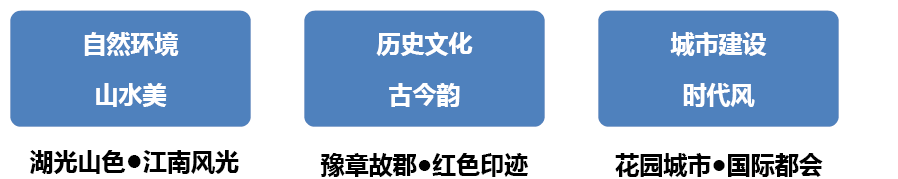 自然环境
山水美
历史文化
古今韵
城市建设
时代风
湖光山色●江南风光
豫章故郡●红色印迹
花园城市●国际都会